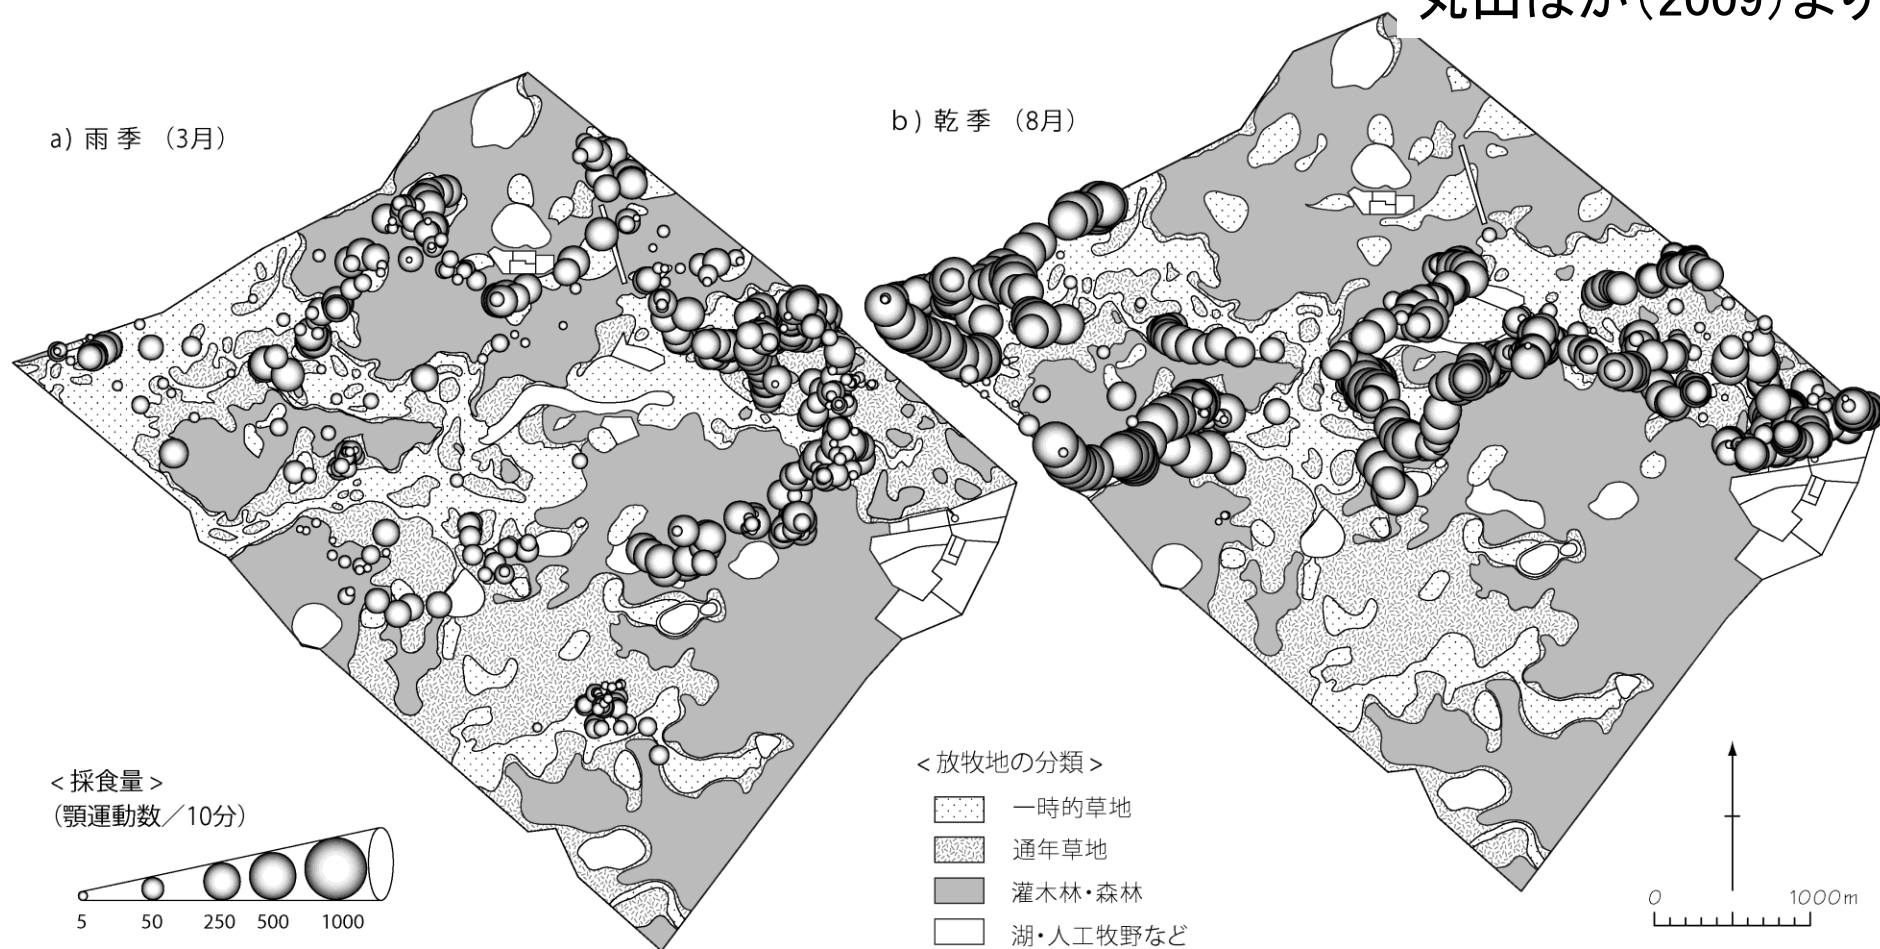 丸山ほか(2009)より
a) 雨 季 （3月）
b) 乾 季 （8月）
＜採食量＞
（顎運動数／10分）
5 50 250 500 1000
＜放牧地の分類＞
一時的草地
通年草地
灌木林・森林
湖・人工牧野など
0 1000m